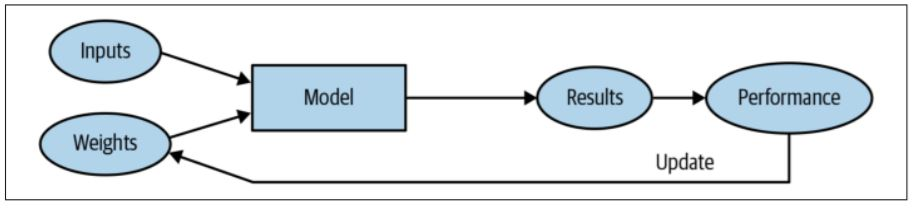 Inputs
Model
Results
Performance
Weights
Update